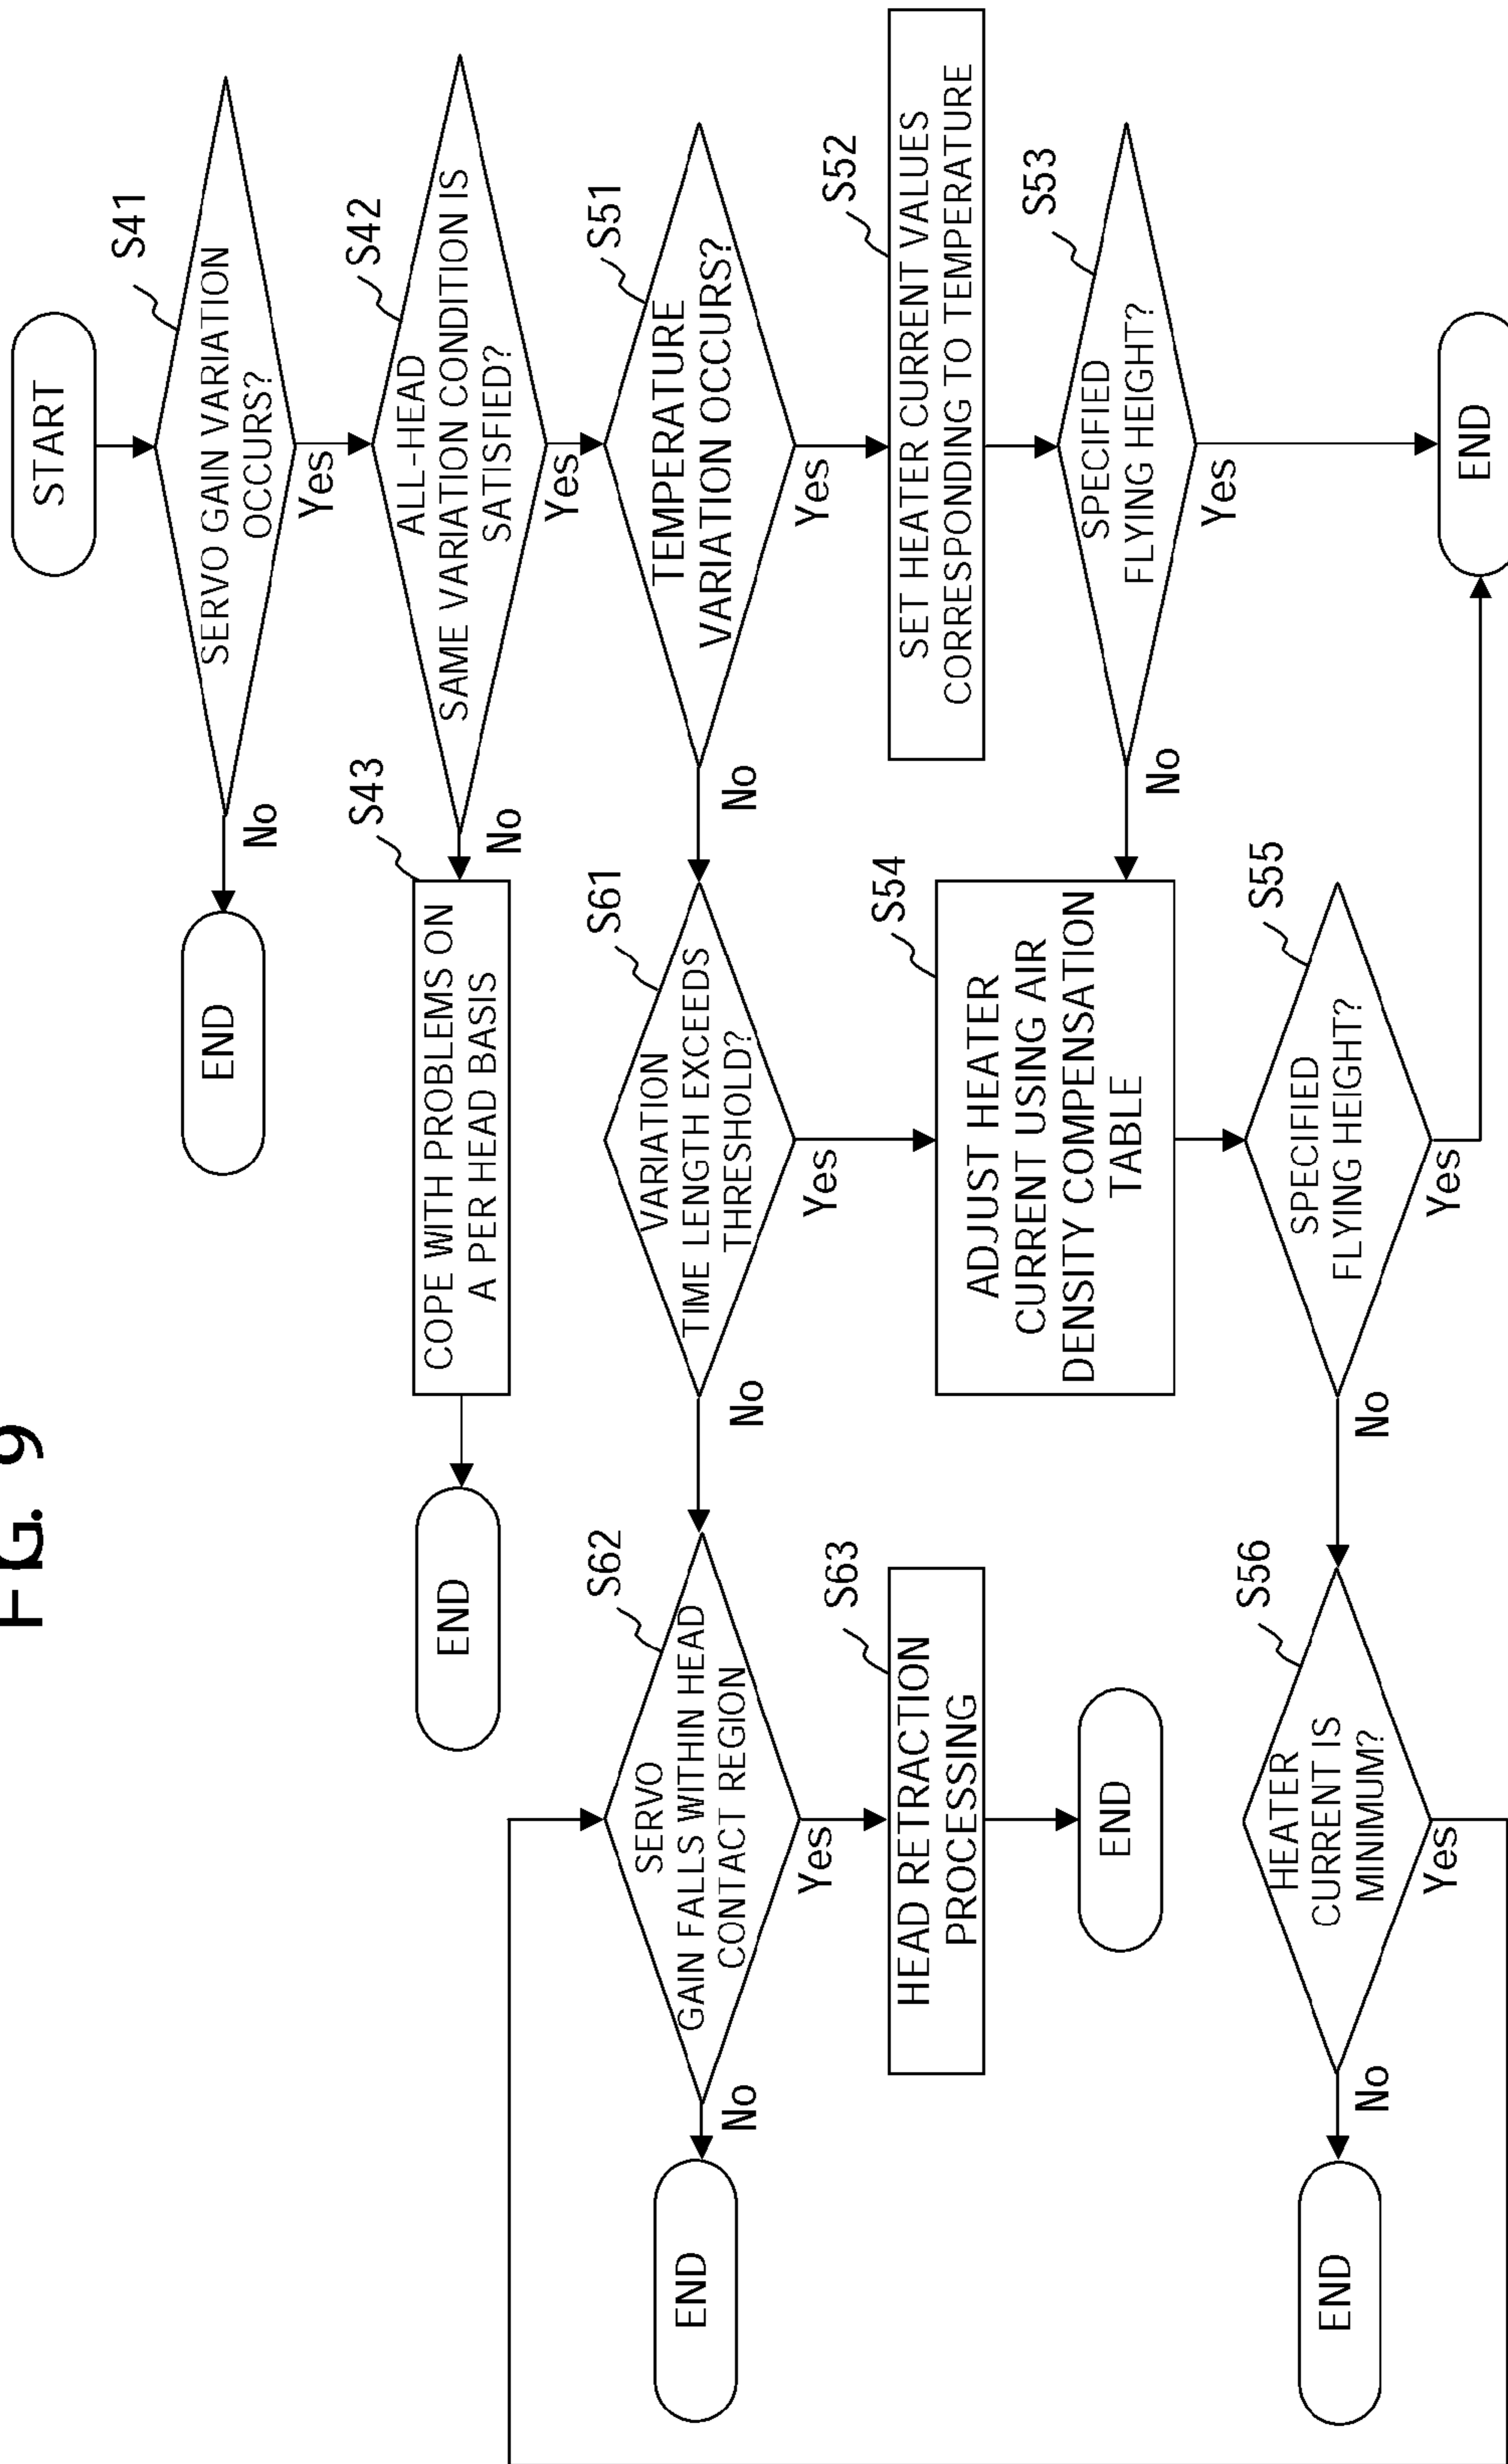 FIG. 9
START
S41
SERVO GAIN VARIATION
OCCURS?
No
Yes
END
S42
ALL-HEAD
SAME VARIATION CONDITION IS
SATISFIED?
No
Yes
S43
COPE WITH PROBLEMS ON
A PER HEAD BASIS
END
S51
TEMPERATURE
VARIATION OCCURS?
No
Yes
S61
VARIATION
TIME LENGTH EXCEEDS
THRESHOLD?
No
Yes
S62
SERVO
GAIN FALLS WITHIN HEAD
CONTACT REGION
No
Yes
END
S52
SET HEATER CURRENT VALUES
CORRESPONDING TO TEMPERATURE
S54
ADJUST HEATER
CURRENT USING AIR
DENSITY COMPENSATION
TABLE
S63
HEAD RETRACTION
PROCESSING
END
S53
SPECIFIED
FLYING HEIGHT?
No
Yes
S55
SPECIFIED
FLYING HEIGHT?
No
Yes
S56
HEATER
CURRENT IS
MINIMUM?
No
Yes
END
END